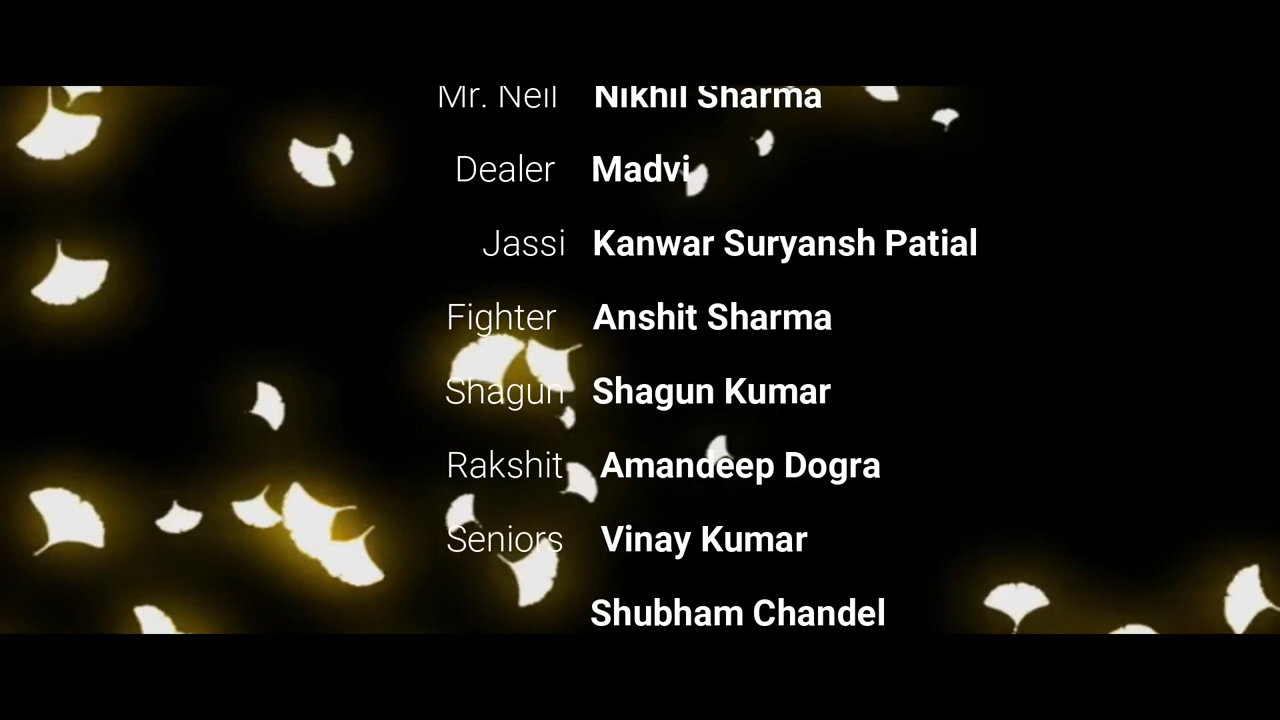 Mr. Neil Nikhil Sharma
Dealer Madvi
Jassi Kanwar Suryansh Patial
Fighter Anshit Sharma
Shagun Shagun Kumar
Rakshit Amandeep Dogra
Seniors Vinay Kumar
Shubham Chandel